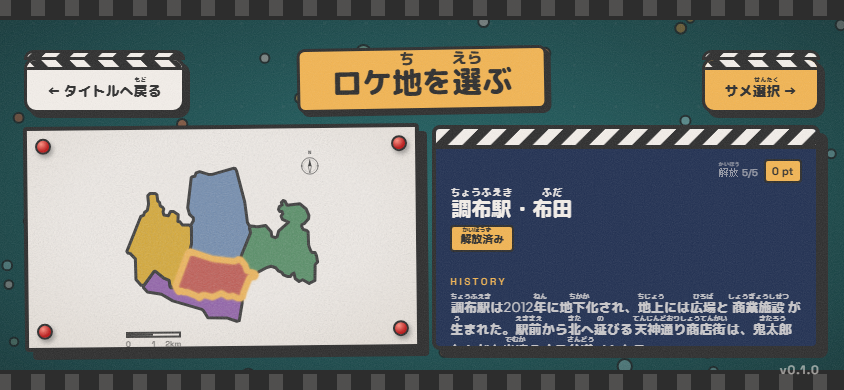 ← タイトルへ戻る
ロケ地を選ぶ
サメ選択 →
N
0 1 2km
解放 5/5
0 pt
調布駅・布田
解放済み
HISTORY
調布駅は2012年に地下化され、地上には広場と商業施設が
生まれた。駅前から北へ延びる天神通り商店街は、鬼太郎
v0.1.0